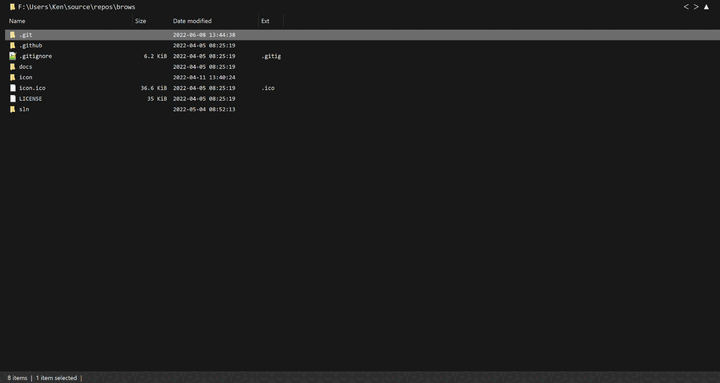 F:\Users\Ken\source\repos\brows < > ▲
Name Size Date modified Ext
.git 2022-06-08 13:44:38
.github 2022-04-05 08:25:19
.gitignore 6.2 KiB 2022-04-05 08:25:19 .gitig
docs 2022-04-05 08:25:19
icon 2022-04-11 13:40:24
icon.ico 36.6 KiB 2022-04-05 08:25:19 .ico
LICENSE 35 KiB 2022-04-05 08:25:19
sln 2022-05-04 08:52:13
8 items | 1 item selected |